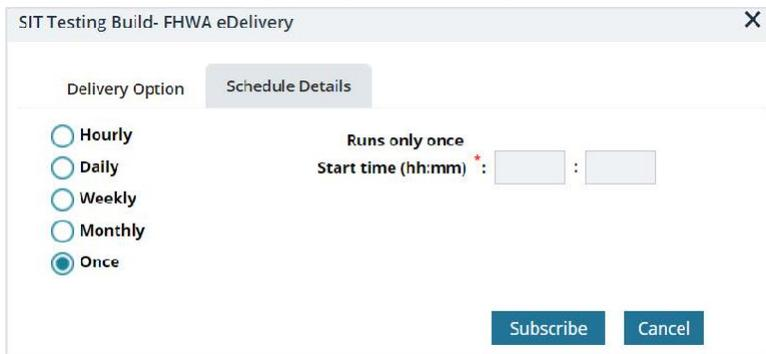 SIT Testing Build- FHWA eDelivery
Delivery Option
Schedule Details
Hourly
Daily
Weekly
Monthly
Once
Runs only once
Start time (hh:mm) *: :
Subscribe
Cancel